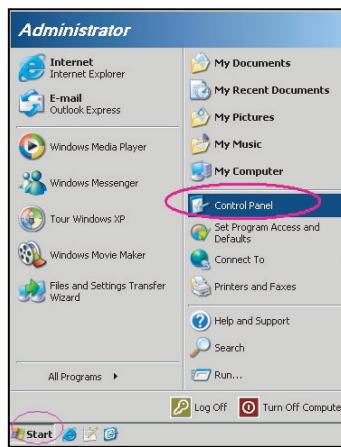 Administrator
Internet
Internet Explorer
E-mail
Outlook Express
Windows Media Player
Windows Messenger
Tour Windows XP
Windows Movie Maker
Files and Settings Transfer
Wizard
All Programs
My Documents
My Recent Documents
My Pictures
My Music
My Computer
Control Panel
Set Program Access and
Defaults
Connect To
Printers and Faxes
Help and Support
Search
Run...
Log Off
Turn Off Compute
Start